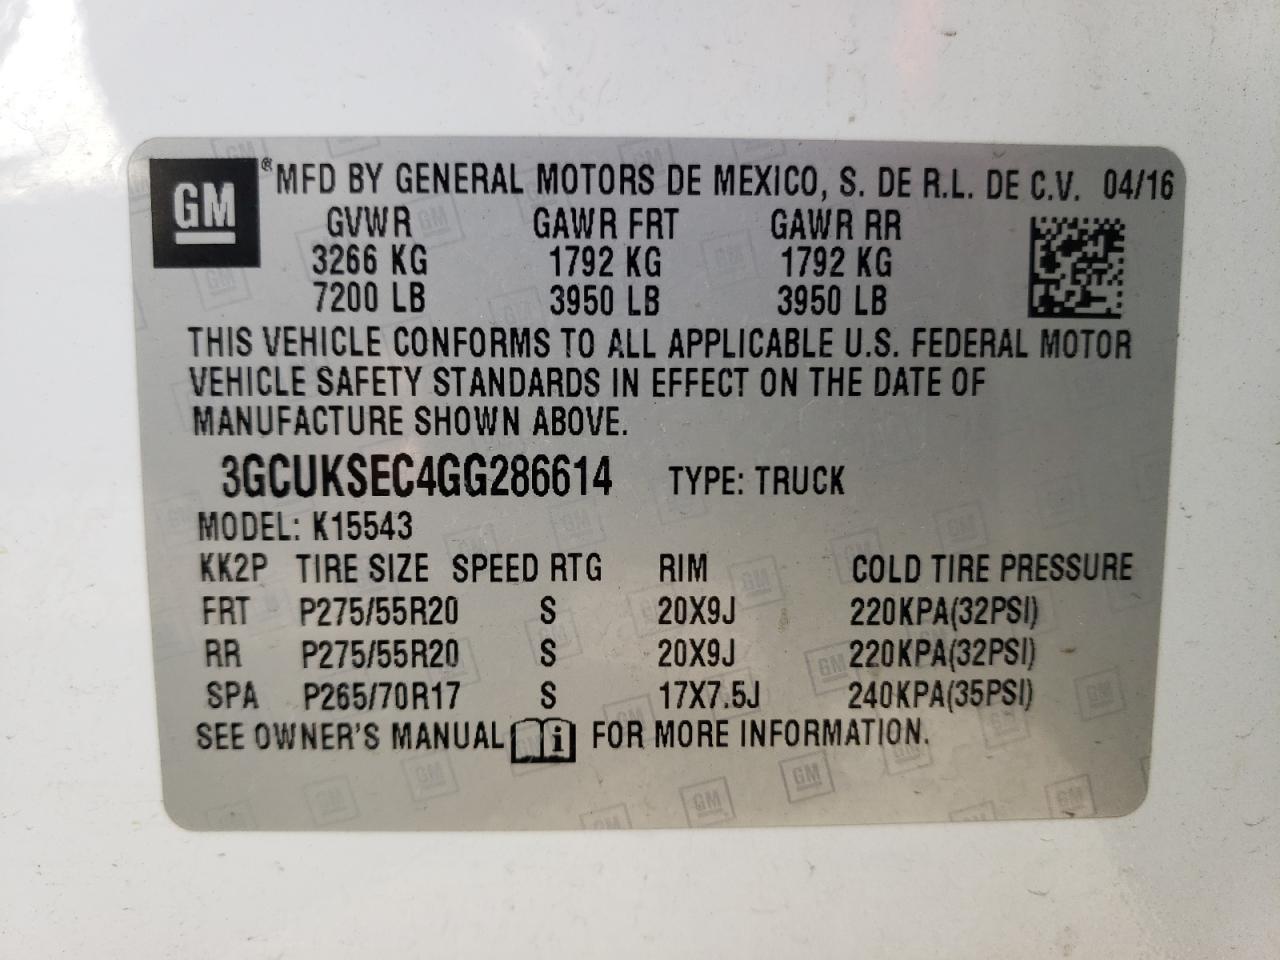 GM ® MFD BY GENERAL MOTORS DE MEXICO, S. DE R.L. DE C.V. 04/16
GVWR GAWR FRT GAWR RR
3266 KG 1792 KG 1792 KG
7200 LB 3950 LB 3950 LB
THIS VEHICLE CONFORMS TO ALL APPLICABLE U.S. FEDERAL MOTOR
VEHICLE SAFETY STANDARDS IN EFFECT ON THE DATE OF
MANUFACTURE SHOWN ABOVE.
3GCUKSEC4GG286614 TYPE: TRUCK
MODEL: K15543
KK2P TIRE SIZE SPEED RTG RIM COLD TIRE PRESSURE
FRT P275/55R20 S 20X9J 220KPA(32PSI)
RR P275/55R20 S 20X9J 220KPA(32PSI)
SPA P265/70R17 S 17X7.5J 240KPA(35PSI)
SEE OWNER'S MANUAL i FOR MORE INFORMATION.